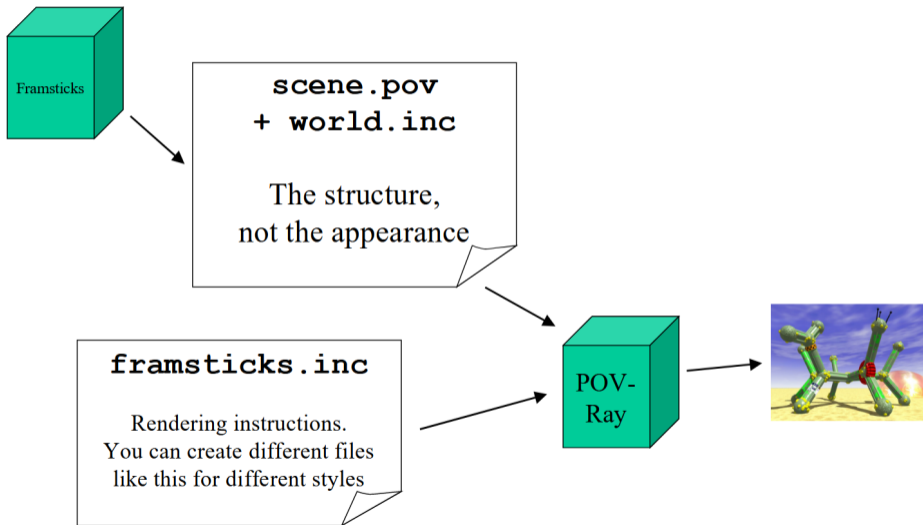 Framsticks
scene.pov
+ world.inc
The structure,
not the appearance
framsticks.inc
Rendering instructions.
You can create different files
like this for different styles
POV-
Ray